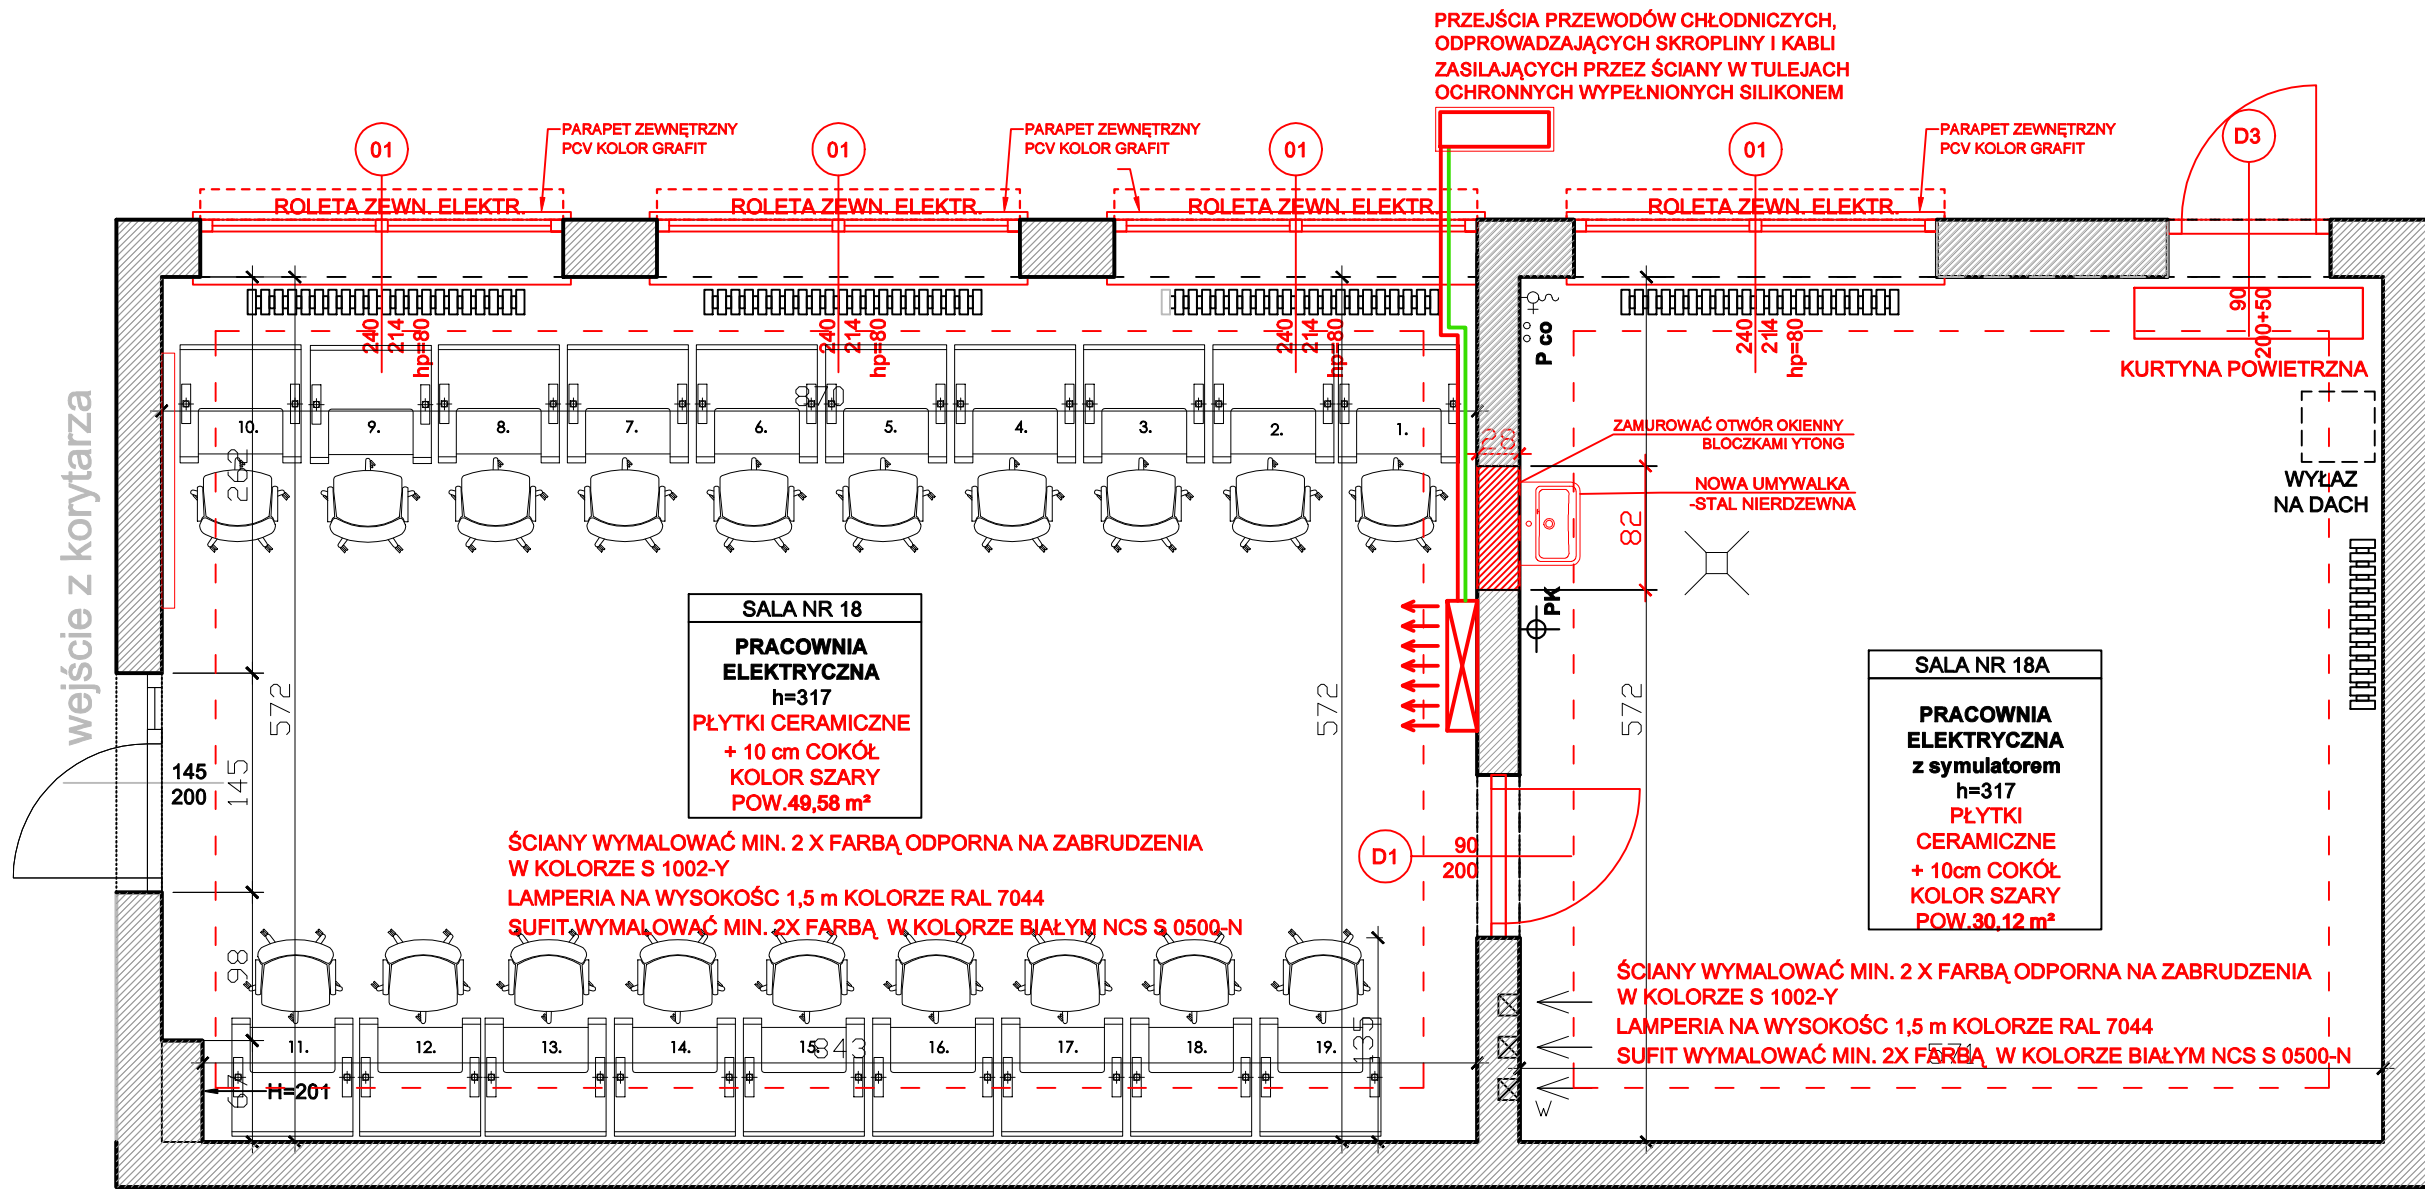 PRZEJŚCIA PRZEWODÓW CHŁODNICZYCH,
ODPROWADZAJĄCYCH SKROPLINY I KABLI
ZASILAJĄCYCH PRZEZ ŚCIANY W TULEJACH
OCHRONNYCH WYPEŁNIONYCH SILIKONEM
01
PARAPET ZEWNĘTRZNY
PCV KOLOR GRAFIT
01
PARAPET ZEWNĘTRZNY
PCV KOLOR GRAFIT
01
01
PARAPET ZEWNĘTRZNY
PCV KOLOR GRAFIT
D3
ROLETA ZEWN. ELEKTR.
ROLETA ZEWN. ELEKTR.
ROLETA ZEWN. ELEKTR.
ROLETA ZEWN. ELEKTR.
240
214
hp=80
240
214
hp=80
240
214
hp=80
240
214
hp=80
90
200+50
P co
KURTYNA POWIETRZNA
870
10.
9.
8.
7.
6.
5.
4.
3.
2.
1.
28
ZAMUROWAĆ OTWÓR OKIENNY
BLOCZKAMI YTONG
NOWA UMYWALKA
-STAL NIERDZEWNA
82
WYŁAZ
NA DACH
wejście z korytarza
262
PK
SALA NR 18
PRACOWNIA
ELEKTRYCZNA
h=317
PŁYTKI CERAMICZNE
+ 10 cm COKÓŁ
KOLOR SZARY
POW.49,58 m²
572
572
572
SALA NR 18A
PRACOWNIA
ELEKTRYCZNA
z symulatorem
h=317
PŁYTKI
CERAMICZNE
+ 10cm COKÓŁ
KOLOR SZARY
POW.30,12 m²
145
200
145
ŚCIANY WYMALOWAĆ MIN. 2 X FARBĄ ODPORNA NA ZABRUDZENIA
W KOLORZE S 1002-Y
LAMPERIA NA WYSOKOŚC 1,5 m KOLORZE RAL 7044
SUFIT WYMALOWAĆ MIN. 2X FARBĄ W KOLORZE BIAŁYM NCS S 0500-N
D1
90
200
98
ŚCIANY WYMALOWAĆ MIN. 2 X FARBĄ ODPORNA NA ZABRUDZENIA
W KOLORZE S 1002-Y
LAMPERIA NA WYSOKOŚC 1,5 m KOLORZE RAL 7044
SUFIT WYMALOWAĆ MIN. 2X FARBĄ W KOLORZE BIAŁYM NCS S 0500-N
11.
12.
13.
14.
15.
843
16.
17.
18.
19.
135
571
67
H=201
W